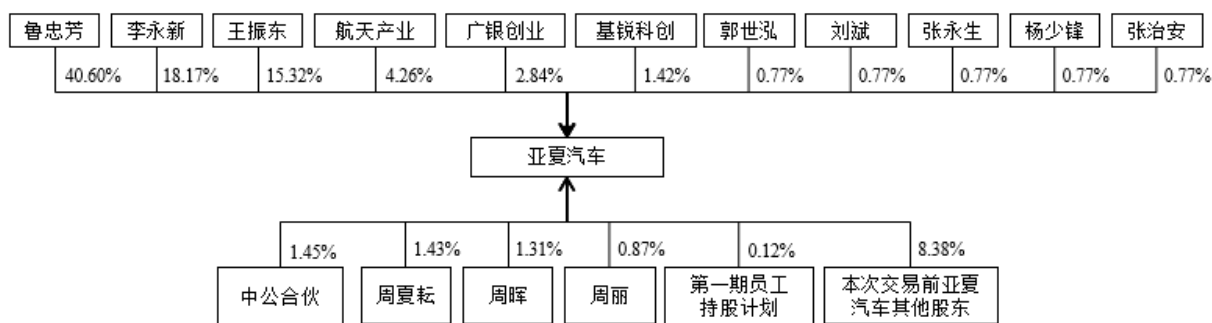 鲁忠芳 李永新 王振东 航天产业 广银创业 基锐科创 郭世泓 刘斌 张永生 杨少锋 张治安
40.60% 18.17% 15.32% 4.26% 2.84% 1.42% 0.77% 0.77% 0.77% 0.77% 0.77%
亚夏汽车
1.45% 1.43% 1.31% 0.87% 0.12% 8.38%
中公合伙 周夏耘 周晖 周丽 第一期员工 本次交易前亚夏
持股计划 汽车其他股东